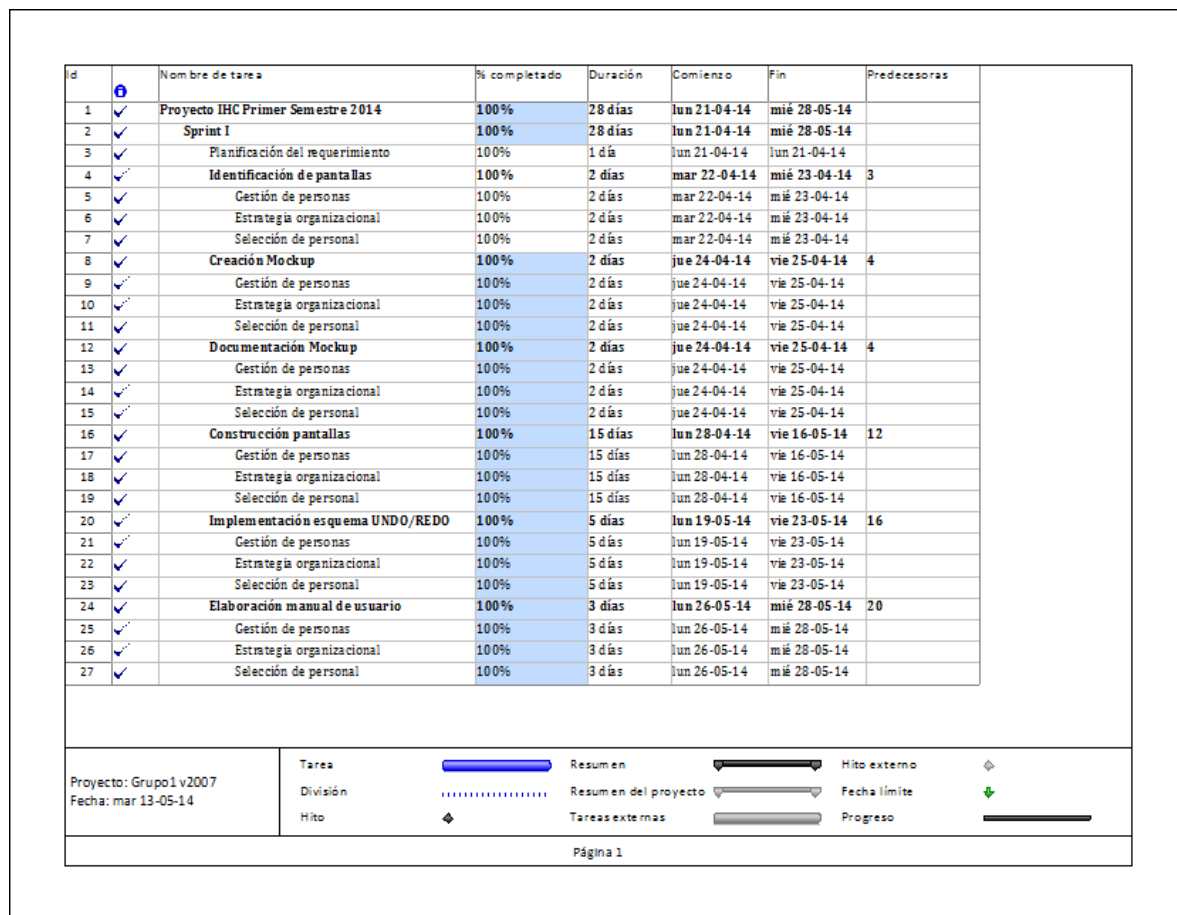 Id Nombre de tarea % completado Duración Comienzo Fin Predecesoras
1 Proyecto IHC Primer Semestre 2014 100% 28 días lun 21-04-14 mié 28-05-14
2 Sprint I 100% 28 días lun 21-04-14 mié 28-05-14
3 Planificación del requerimiento 100% 1 día lun 21-04-14 lun 21-04-14
4 Identificación de pantallas 100% 2 días mar 22-04-14 mié 23-04-14 3
5 Gestión de personas 100% 2 días mar 22-04-14 mié 23-04-14
6 Estrategia organizacional 100% 2 días mar 22-04-14 mié 23-04-14
7 Selección de personal 100% 2 días mar 22-04-14 mié 23-04-14
8 Creación Mockup 100% 2 días jue 24-04-14 vie 25-04-14 4
9 Gestión de personas 100% 2 días jue 24-04-14 vie 25-04-14
10 Estrategia organizacional 100% 2 días jue 24-04-14 vie 25-04-14
11 Selección de personal 100% 2 días jue 24-04-14 vie 25-04-14
12 Documentación Mockup 100% 2 días jue 24-04-14 vie 25-04-14 4
13 Gestión de personas 100% 2 días jue 24-04-14 vie 25-04-14
14 Estrategia organizacional 100% 2 días jue 24-04-14 vie 25-04-14
15 Selección de personal 100% 2 días jue 24-04-14 vie 25-04-14
16 Construcción pantallas 100% 15 días lun 28-04-14 vie 16-05-14 12
17 Gestión de personas 100% 15 días lun 28-04-14 vie 16-05-14
18 Estrategia organizacional 100% 15 días lun 28-04-14 vie 16-05-14
19 Selección de personal 100% 15 días lun 28-04-14 vie 16-05-14
20 Implementación esquema UNDO/REDO 100% 5 días lun 19-05-14 vie 23-05-14 16
21 Gestión de personas 100% 5 días lun 19-05-14 vie 23-05-14
22 Estrategia organizacional 100% 5 días lun 19-05-14 vie 23-05-14
23 Selección de personal 100% 5 días lun 19-05-14 vie 23-05-14
24 Elaboración manual de usuario 100% 3 días lun 26-05-14 mié 28-05-14 20
25 Gestión de personas 100% 3 días lun 26-05-14 mié 28-05-14
26 Estrategia organizacional 100% 3 días lun 26-05-14 mié 28-05-14
27 Selección de personal 100% 3 días lun 26-05-14 mié 28-05-14
Proyecto: Grupo1 v2007
Fecha: mar 13-05-14
Tarea Resumen Hito externo
División Resumen del proyecto Fecha límite
Hito Tareas externas Progreso
Página 1